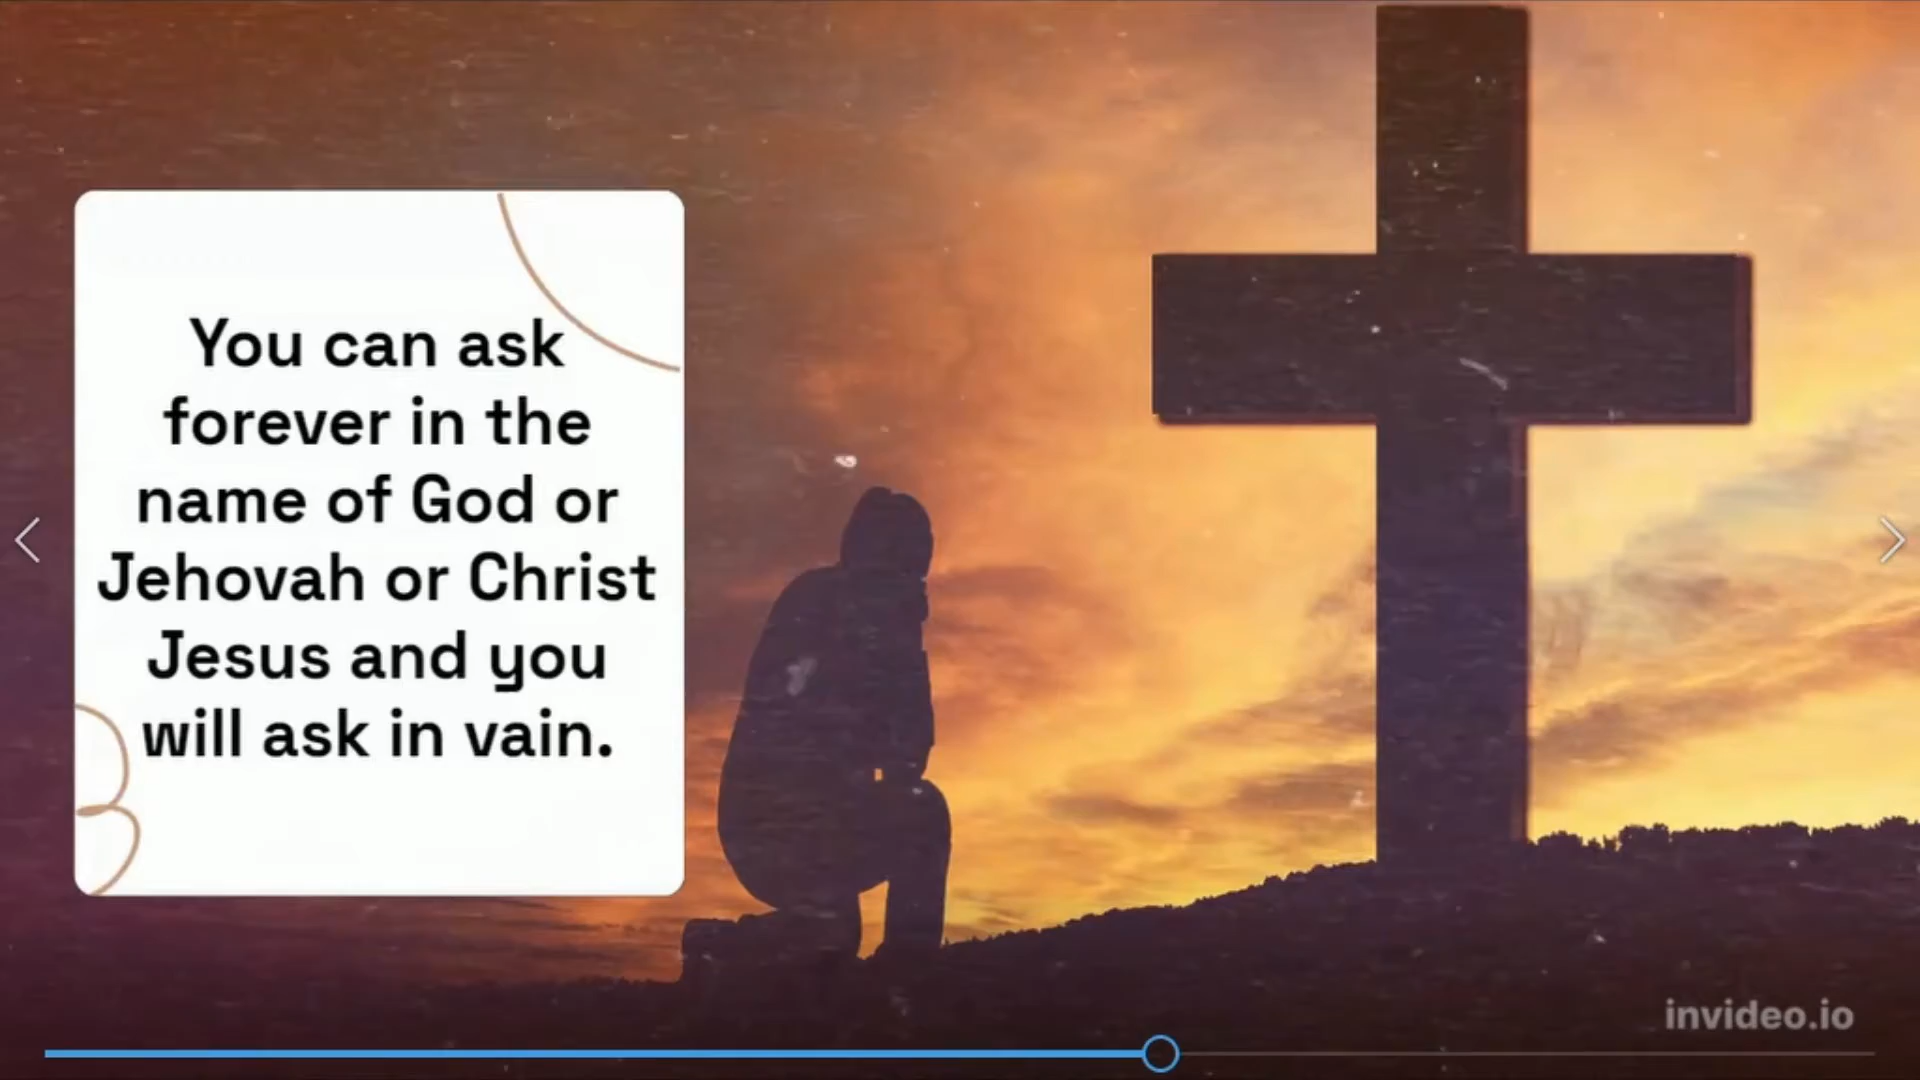 You can ask
forever in the
name of God or
Jehovah or Christ
Jesus and you
will ask in vain.
invideo.io